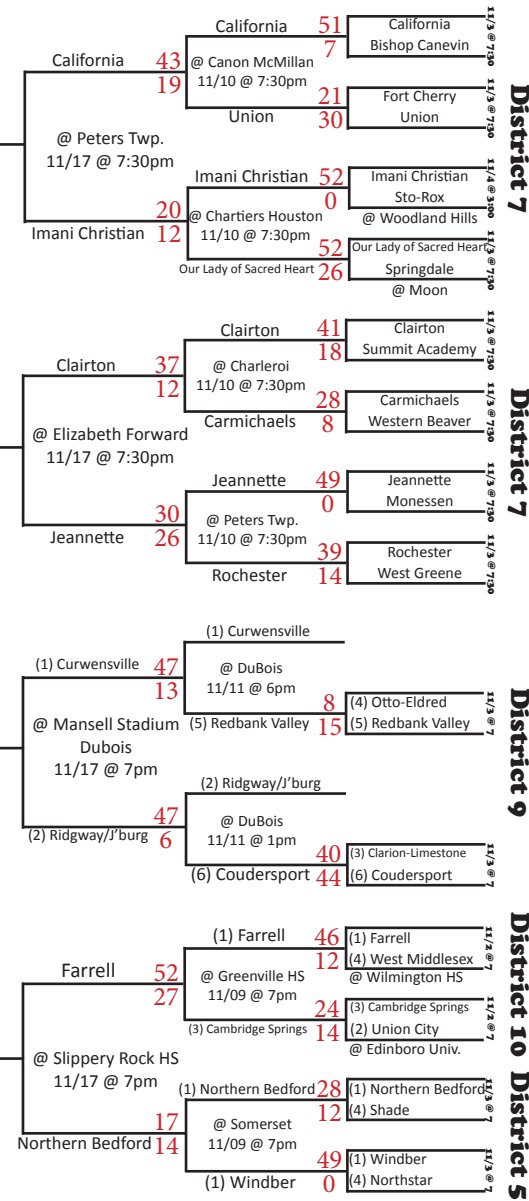 California 51
7
California
Bishop Canevin
11/3 @ 7:30
California 43
19
@ Canon McMillan
11/10 @ 7:30pm
Union
21
30
Fort Cherry
Union
11/3 @ 7:30
@ Peters Twp.
11/17 @ 7:30pm
Imani Christian 52
0
Imani Christian
Sto-Rox
@ Woodland Hills
11/4 @ 3:00
Imani Christian 20
12
@ Chartiers Houston
11/10 @ 7:30pm
Our Lady of Sacred Heart
52
26
Our Lady of Sacred Heart
Springdale
@ Moon
11/3 @ 7:30
District 7
Clairton 41
18
Clairton
Summit Academy
11/3 @ 7:30
Clairton 37
12
@ Charleroi
11/10 @ 7:30pm
Carmichaels
28
8
Carmichaels
Western Beaver
11/3 @ 7:30
@ Elizabeth Forward
11/17 @ 7:30pm
Jeannette 49
0
Jeannette
Monessen
11/3 @ 7:30
Jeannette 30
26
@ Peters Twp.
11/10 @ 7:30pm
Rochester
39
14
Rochester
West Greene
11/3 @ 7:30
District 7
(1) Curwensville
(1) Curwensville 47
13
@ DuBois
11/11 @ 6pm
(5) Redbank Valley
8
15
(4) Otto-Eldred
(5) Redbank Valley
11/3 @ 7
@ Mansell Stadium
Dubois
11/17 @ 7pm
(2) Ridgway/J'burg
(2) Ridgway/J'burg 47
6
@ DuBois
11/11 @ 1pm
(6) Coudersport
40
44
(3) Clarion-Limestone
(6) Coudersport
11/3 @ 7
District 9
(1) Farrell 46
12
(1) Farrell
(4) West Middlesex
@ Wilmington HS
11/2 @ 7
Farrell 52
27
@ Greenville HS
11/09 @ 7pm
(3) Cambridge Springs
24
14
(3) Cambridge Springs
(2) Union City
@ Edinboro Univ.
11/2 @ 7
District 10
@ Slippery Rock HS
11/17 @ 7pm
(1) Northern Bedford 28
12
(1) Northern Bedford
(4) Shade
11/3 @ 7
Northern Bedford 17
14
@ Somerset
11/09 @ 7pm
(1) Windber
49
0
(1) Windber
(4) Northstar
11/3 @ 7
District 5